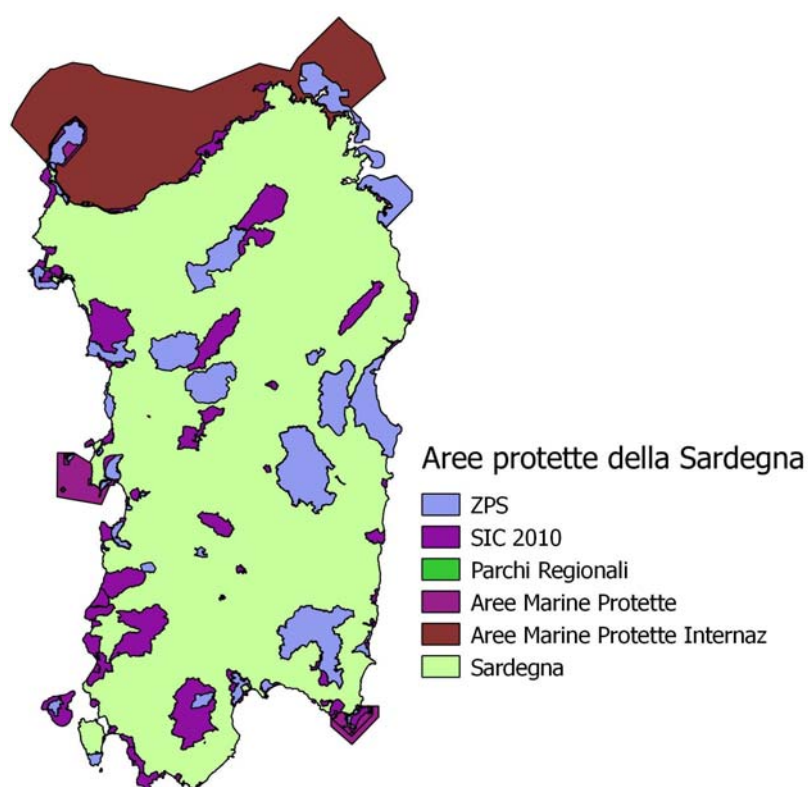 Aree protette della Sardegna
ZPS
SIC 2010
Parchi Regionali
Aree Marine Protette
Aree Marine Protette Internaz
Sardegna